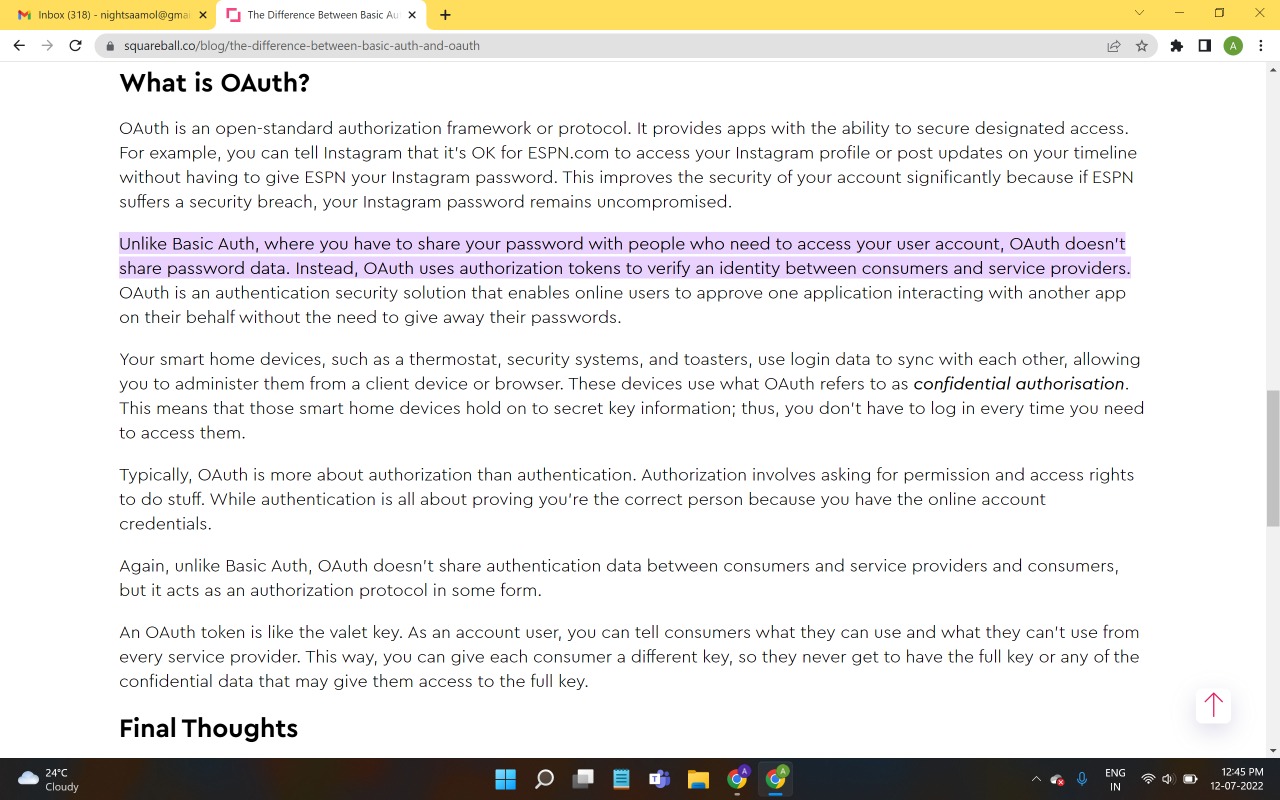 Inbox (318) - nightsaamol@gma
The Difference Between Basic Au
squareball.co/blog/the-difference-between-basic-auth-and-oauth
A
What is OAuth?
OAuth is an open-standard authorization framework or protocol. It provides apps with the ability to secure designated access.
For example, you can tell Instagram that it's OK for ESPN.com to access your Instagram profile or post updates on your timeline
without having to give ESPN your Instagram password. This improves the security of your account significantly because if ESPN
suffers a security breach, your Instagram password remains uncompromised.
Unlike Basic Auth, where you have to share your password with people who need to access your user account, OAuth doesn't
share password data. Instead, OAuth uses authorization tokens to verify an identity between consumers and service providers.
OAuth is an authentication security solution that enables online users to approve one application interacting with another app
on their behalf without the need to give away their passwords.
Your smart home devices, such as a thermostat, security systems, and toasters, use login data to sync with each other, allowing
you to administer them from a client device or browser. These devices use what OAuth refers to as confidential authorisation.
This means that those smart home devices hold on to secret key information; thus, you don't have to log in every time you need
to access them.
Typically, OAuth is more about authorization than authentication. Authorization involves asking for permission and access rights
to do stuff. While authentication is all about proving you're the correct person because you have the online account
credentials.
Again, unlike Basic Auth, OAuth doesn't share authentication data between consumers and service providers and consumers,
but it acts as an authorization protocol in some form.
An OAuth token is like the valet key. As an account user, you can tell consumers what they can use and what they can't use from
every service provider. This way, you can give each consumer a different key, so they never get to have the full key or any of the
confidential data that may give them access to the full key.
Final Thoughts
24°C
Cloudy
ENG
IN
12:45 PM
12-07-2022